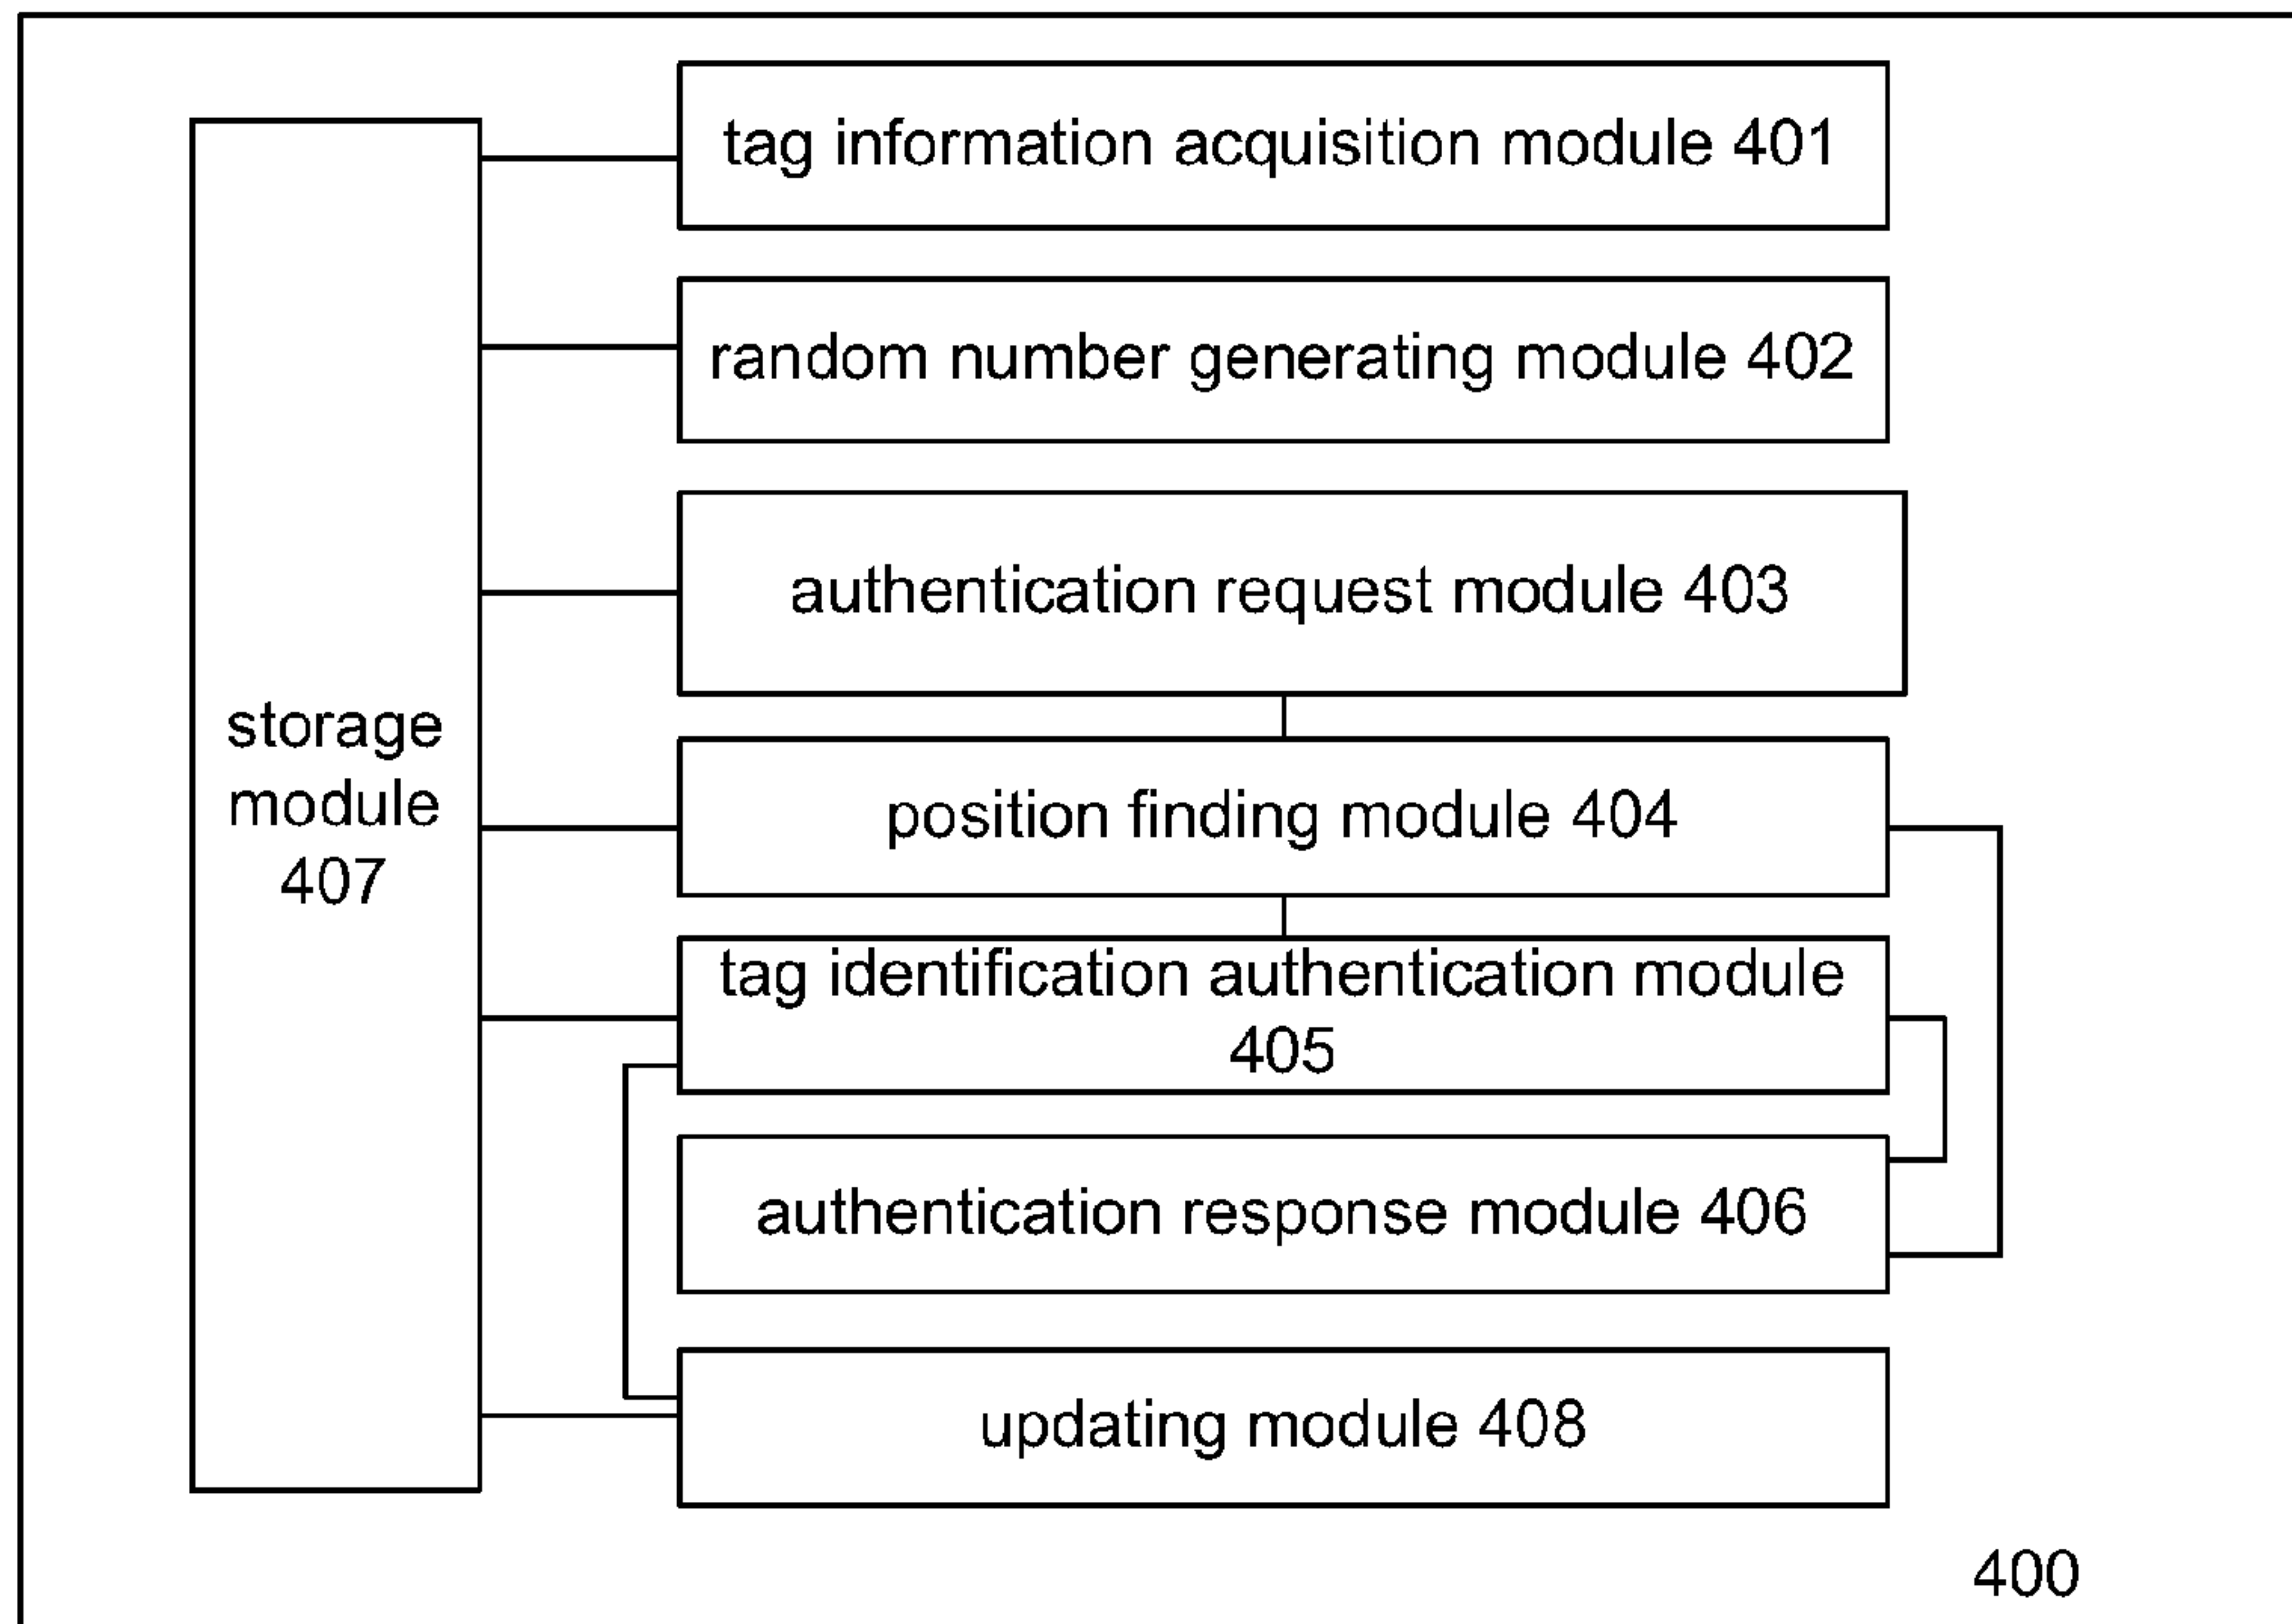 tag information acquisition module 401
random number generating module 402
authentication request module 403
storage
module
407
position finding module 404
tag identification authentication module
405
authentication response module 406
updating module 408
400